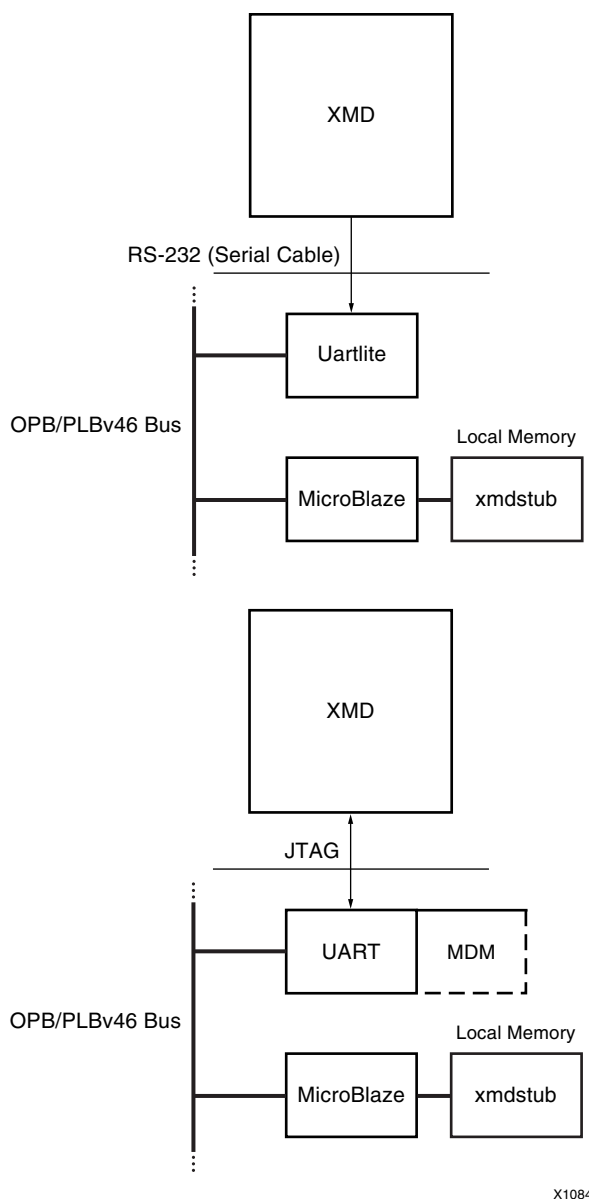 XMD
RS-232 (Serial Cable)
Uartlite
OPB/PLBv46 Bus
Local Memory
MicroBlaze
xmdstub
XMD
JTAG
UART
MDM
OPB/PLBv46 Bus
Local Memory
MicroBlaze
xmdstub
X1084